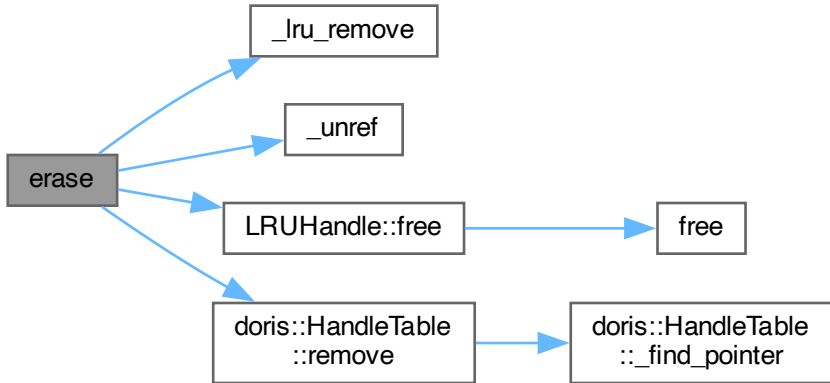 _lru_remove
_unref
erase
LRUHandle::free
free
doris::HandleTable
::remove
doris::HandleTable
::_find_pointer